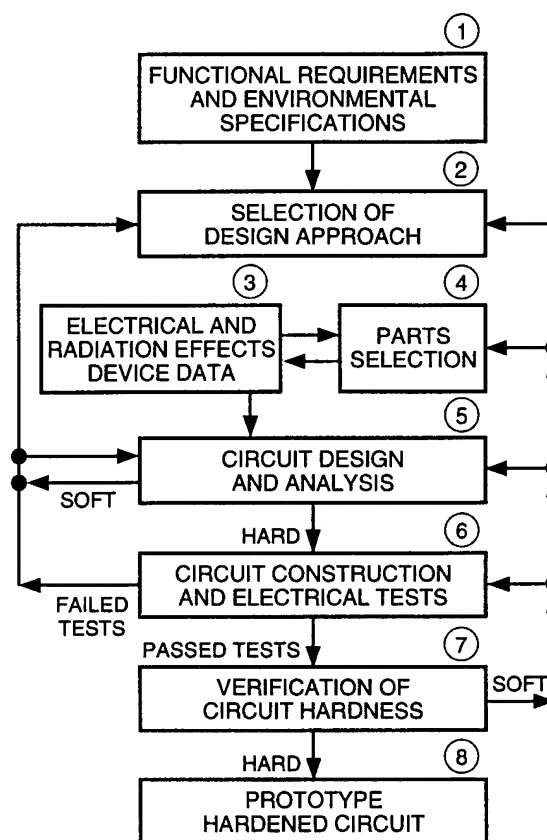 1
FUNCTIONAL REQUIREMENTS
AND ENVIRONMENTAL
SPECIFICATIONS
2
SELECTION OF
DESIGN APPROACH
3
ELECTRICAL AND
RADIATION EFFECTS
DEVICE DATA
4
PARTS
SELECTION
5
CIRCUIT DESIGN
AND ANALYSIS
SOFT
HARD
6
CIRCUIT CONSTRUCTION
AND ELECTRICAL TESTS
FAILED
TESTS
PASSED TESTS
7
VERIFICATION OF
CIRCUIT HARDNESS
SOFT
HARD
8
PROTOTYPE
HARDENED CIRCUIT